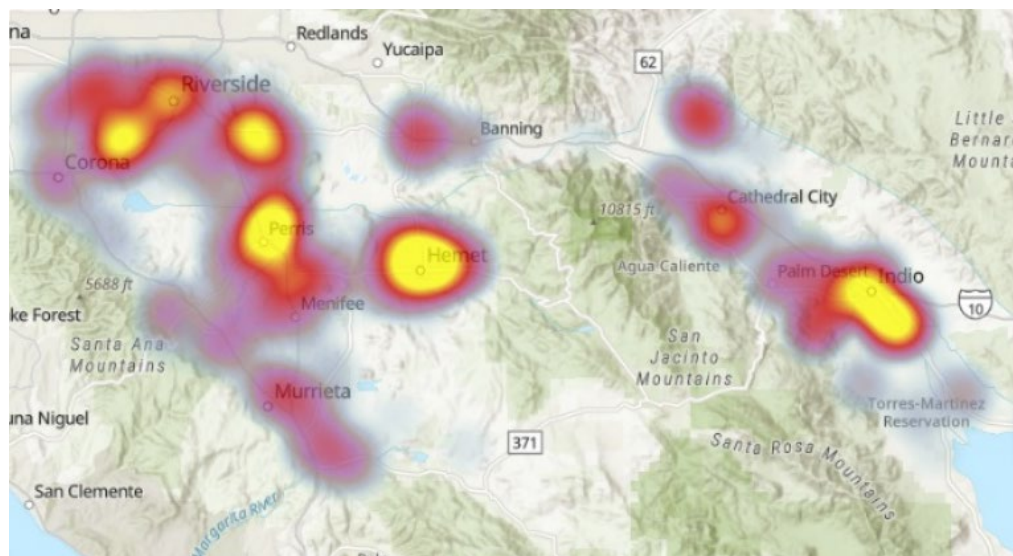 na
Redlands
Yucaipa
62
Riverside
Banning
Little
Bernar
Mounta
Corona
Cathedral City
10815 ft
Perris
Hemet
Agua Caliente
Palm Desert
Indio
5688 ft
Menifee
10
ke Forest
Santa Ana
Mountains
San
Jacinto
Mountains
Murrieta
Torres-Martinez
Reservation
una Niguel
371
Santa Rosa Mountains
San Clemente
Margarita River